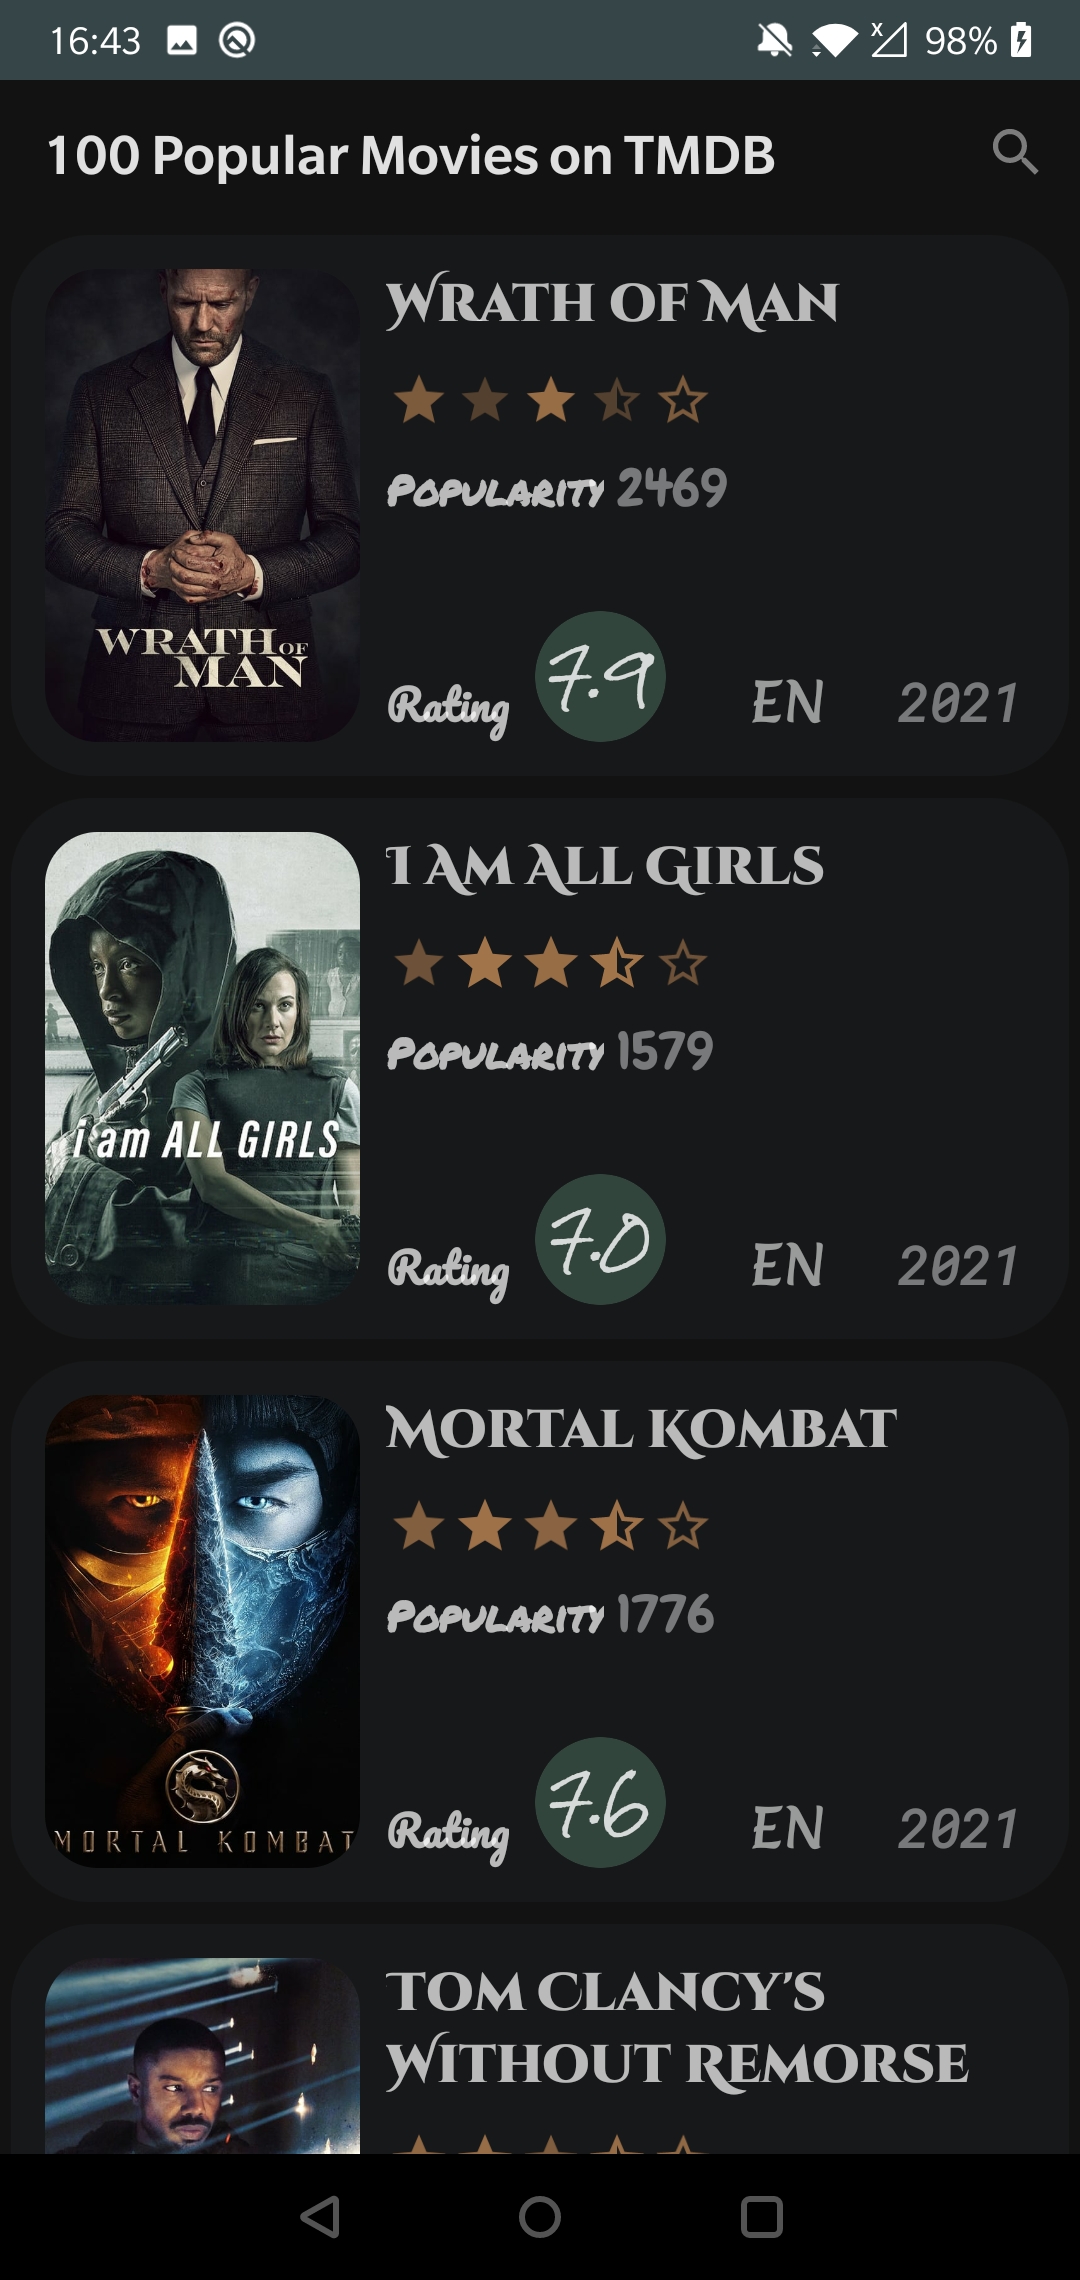 16:43
98%
100 Popular Movies on TMDB
WRATH OF MAN
WRATH OF
MAN
Popularity 2469
Rating 7.9 EN 2021
I AM ALL GIRLS
i am ALL GIRLS
Popularity 1579
Rating 7.0 EN 2021
MORTAL KOMBAT
MORTAL KOMBAT
Popularity 1776
Rating 7.6 EN 2021
TOM CLANCY'S
WITHOUT REMORSE